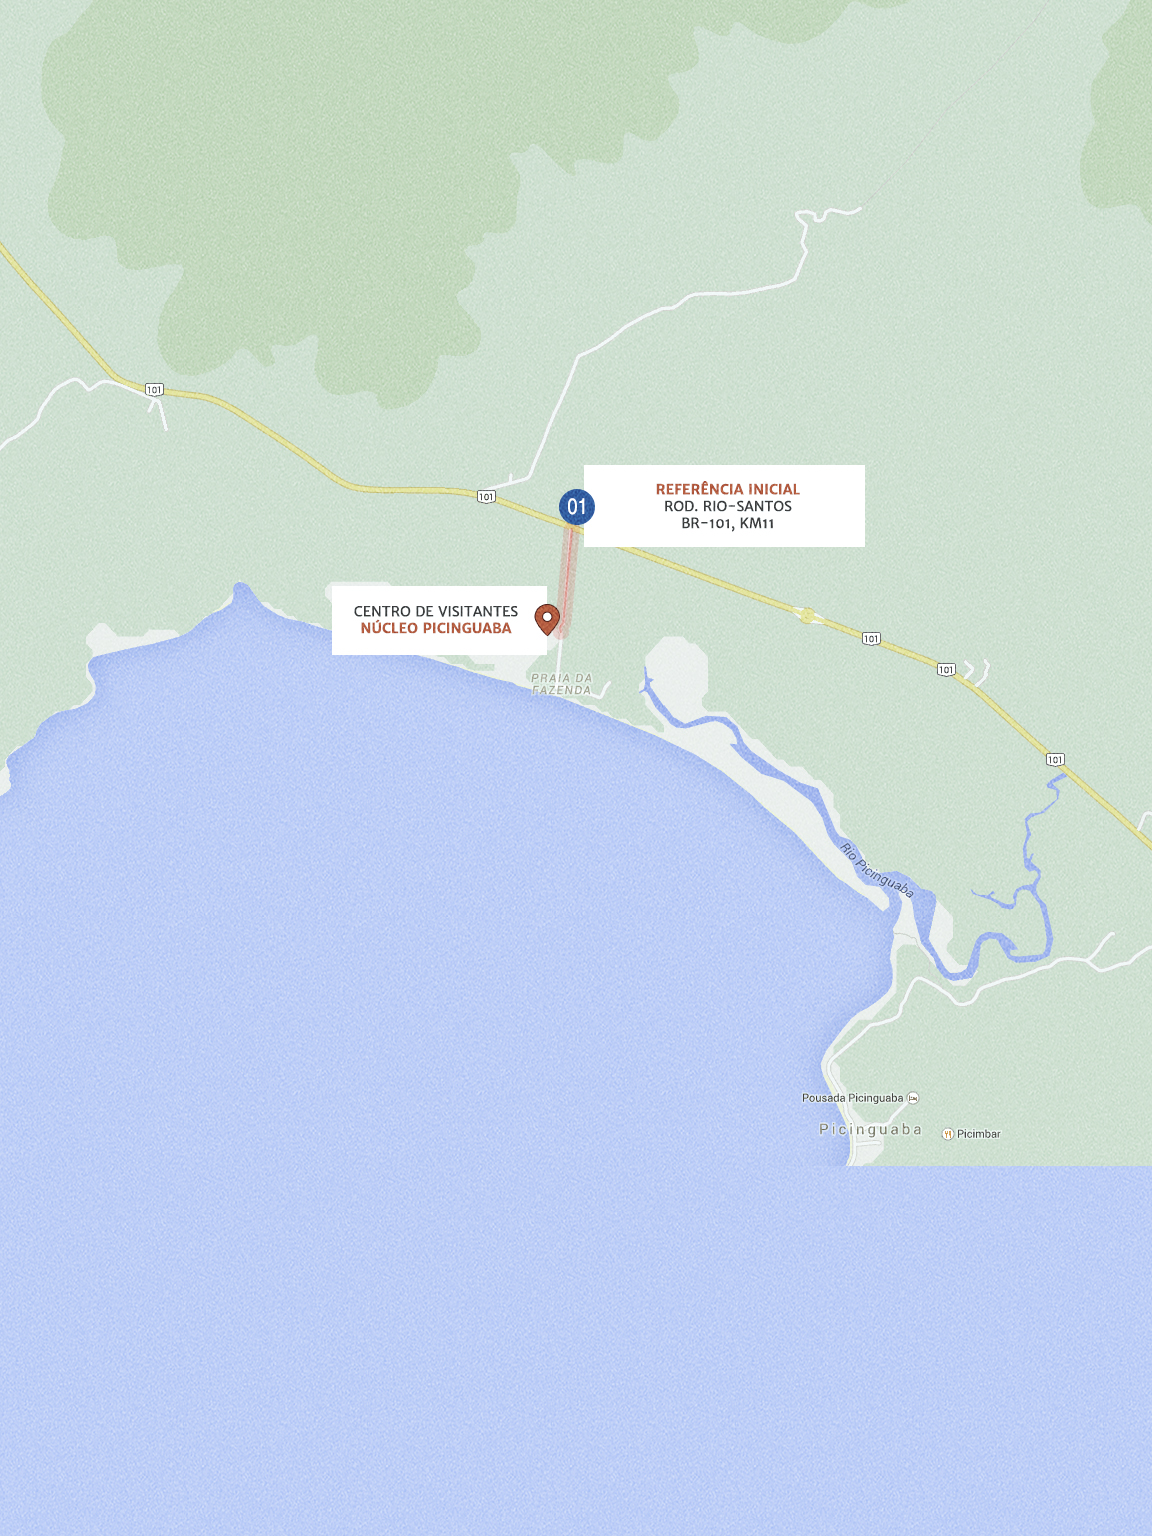 101
101
01
REFERÊNCIA INICIAL
ROD. RIO-SANTOS
BR-101, KM11
CENTRO DE VISITANTES
NÚCLEO PICINGUABA
101
101
PRAIA DA
FAZENDA
101
Rio Picinguaba
Pousada Picinguaba
Picinguaba
Picimbar